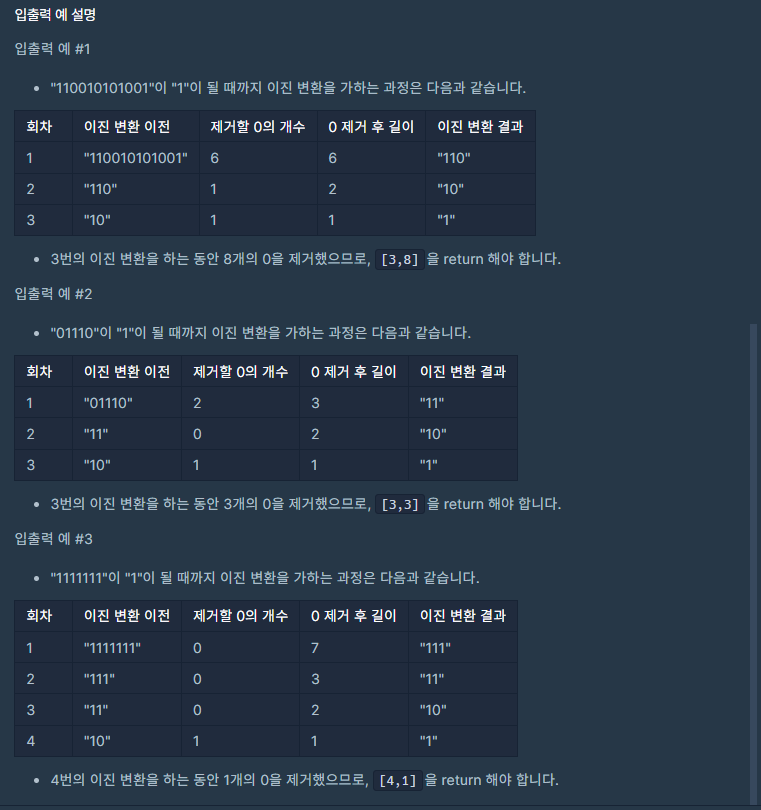 입출력 예 설명
입출력 예 #1
• "110010101001"이 "1"이 될 때까지 이진 변환을 가하는 과정은 다음과 같습니다.
회차 이진 변환 이전 제거할 0의 개수 0 제거 후 길이 이진 변환 결과
1 "110010101001" 6 6 "110"
2 "110" 1 2 "10"
3 "10" 1 1 "1"
• 3번의 이진 변환을 하는 동안 8개의 0을 제거했으므로, [3,8] 을 return 해야 합니다.
입출력 예 #2
• "01110"이 "1"이 될 때까지 이진 변환을 가하는 과정은 다음과 같습니다.
회차 이진 변환 이전 제거할 0의 개수 0 제거 후 길이 이진 변환 결과
1 "01110" 2 3 "11"
2 "11" 0 2 "10"
3 "10" 1 1 "1"
• 3번의 이진 변환을 하는 동안 3개의 0을 제거했으므로, [3,3] 을 return 해야 합니다.
입출력 예 #3
• "1111111"이 "1"이 될 때까지 이진 변환을 가하는 과정은 다음과 같습니다.
회차 이진 변환 이전 제거할 0의 개수 0 제거 후 길이 이진 변환 결과
1 "1111111" 0 7 "111"
2 "111" 0 3 "11"
3 "11" 0 2 "10"
4 "10" 1 1 "1"
• 4번의 이진 변환을 하는 동안 1개의 0을 제거했으므로, [4,1] 을 return 해야 합니다.